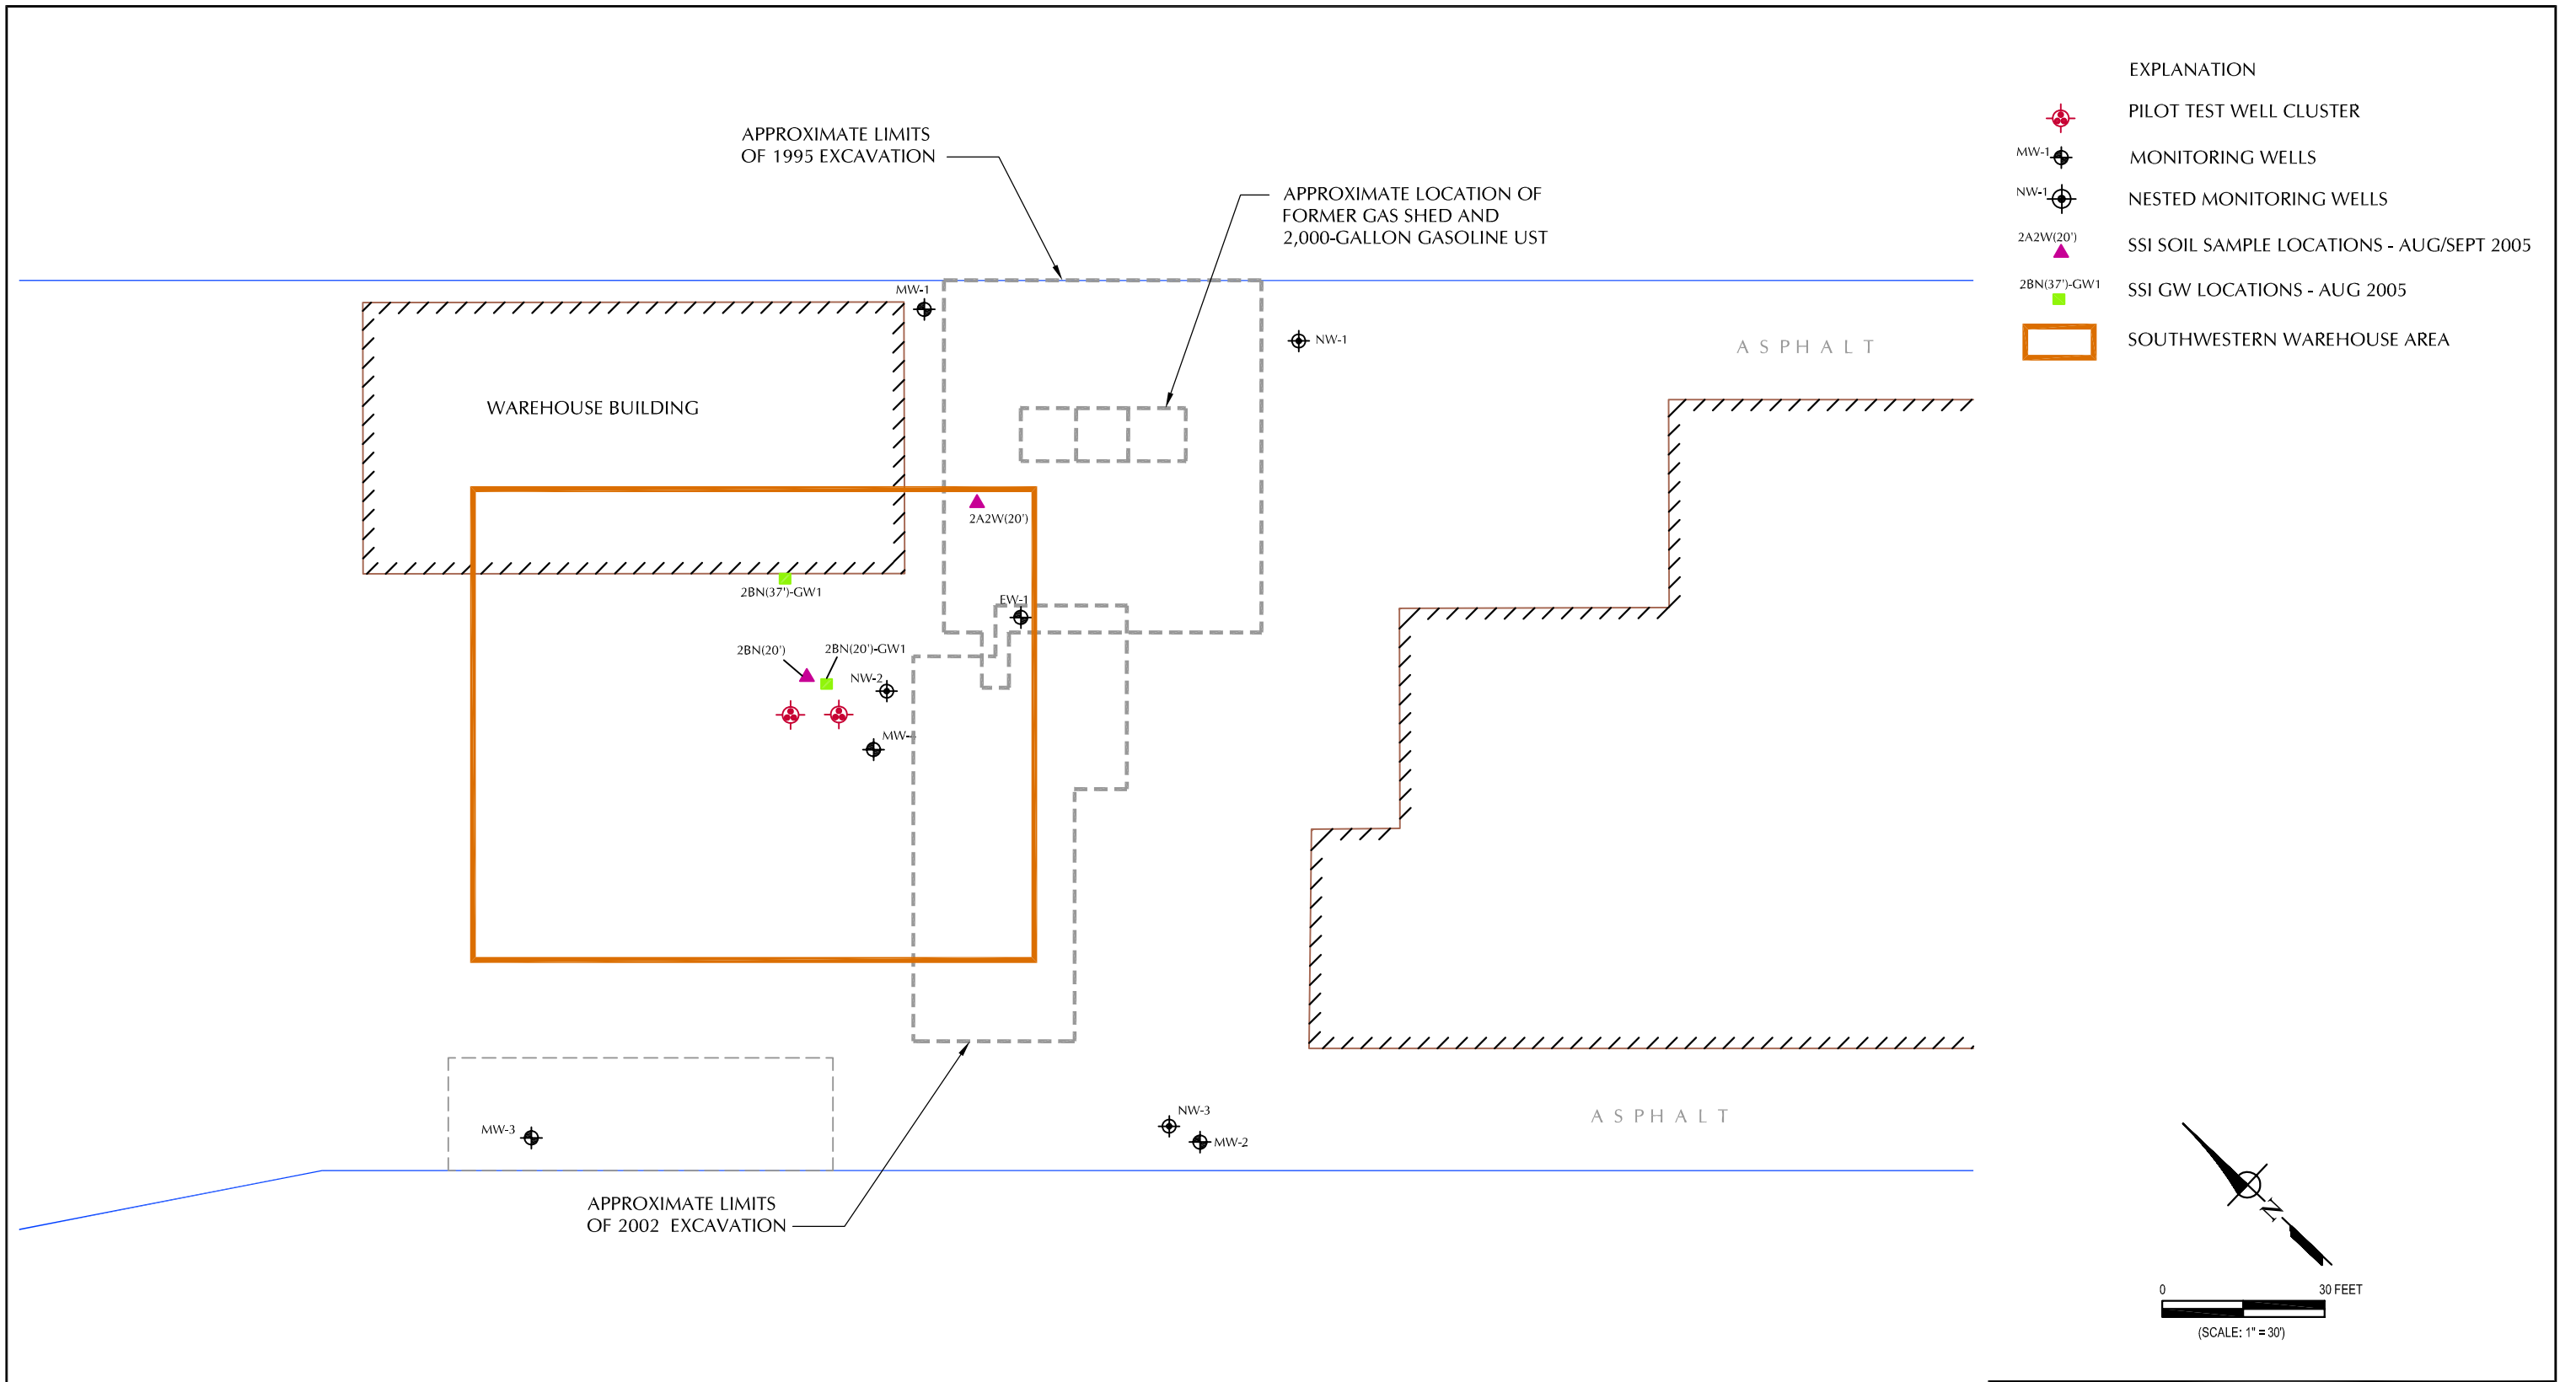 EXPLANATION
PILOT TEST WELL CLUSTER
MW-1
MONITORING WELLS
NW-1
NESTED MONITORING WELLS
2A2W(20')
SSI SOIL SAMPLE LOCATIONS - AUG/SEPT 2005
2BN(37')-GW1
SSI GW LOCATIONS - AUG 2005
SOUTHWESTERN WAREHOUSE AREA
APPROXIMATE LIMITS
OF 1995 EXCAVATION
APPROXIMATE LOCATION OF
FORMER GAS SHED AND
2,000-GALLON GASOLINE UST
MW-1
NW-1
ASPHALT
WAREHOUSE BUILDING
2A2W(20')
2BN(37')-GW1
EW-1
2BN(20')
2BN(20')-GW1
NW-2
MW-
MW-3
NW-3
MW-2
ASPHALT
APPROXIMATE LIMITS
OF 2002 EXCAVATION
N
0
30 FEET
(SCALE: 1" = 30')